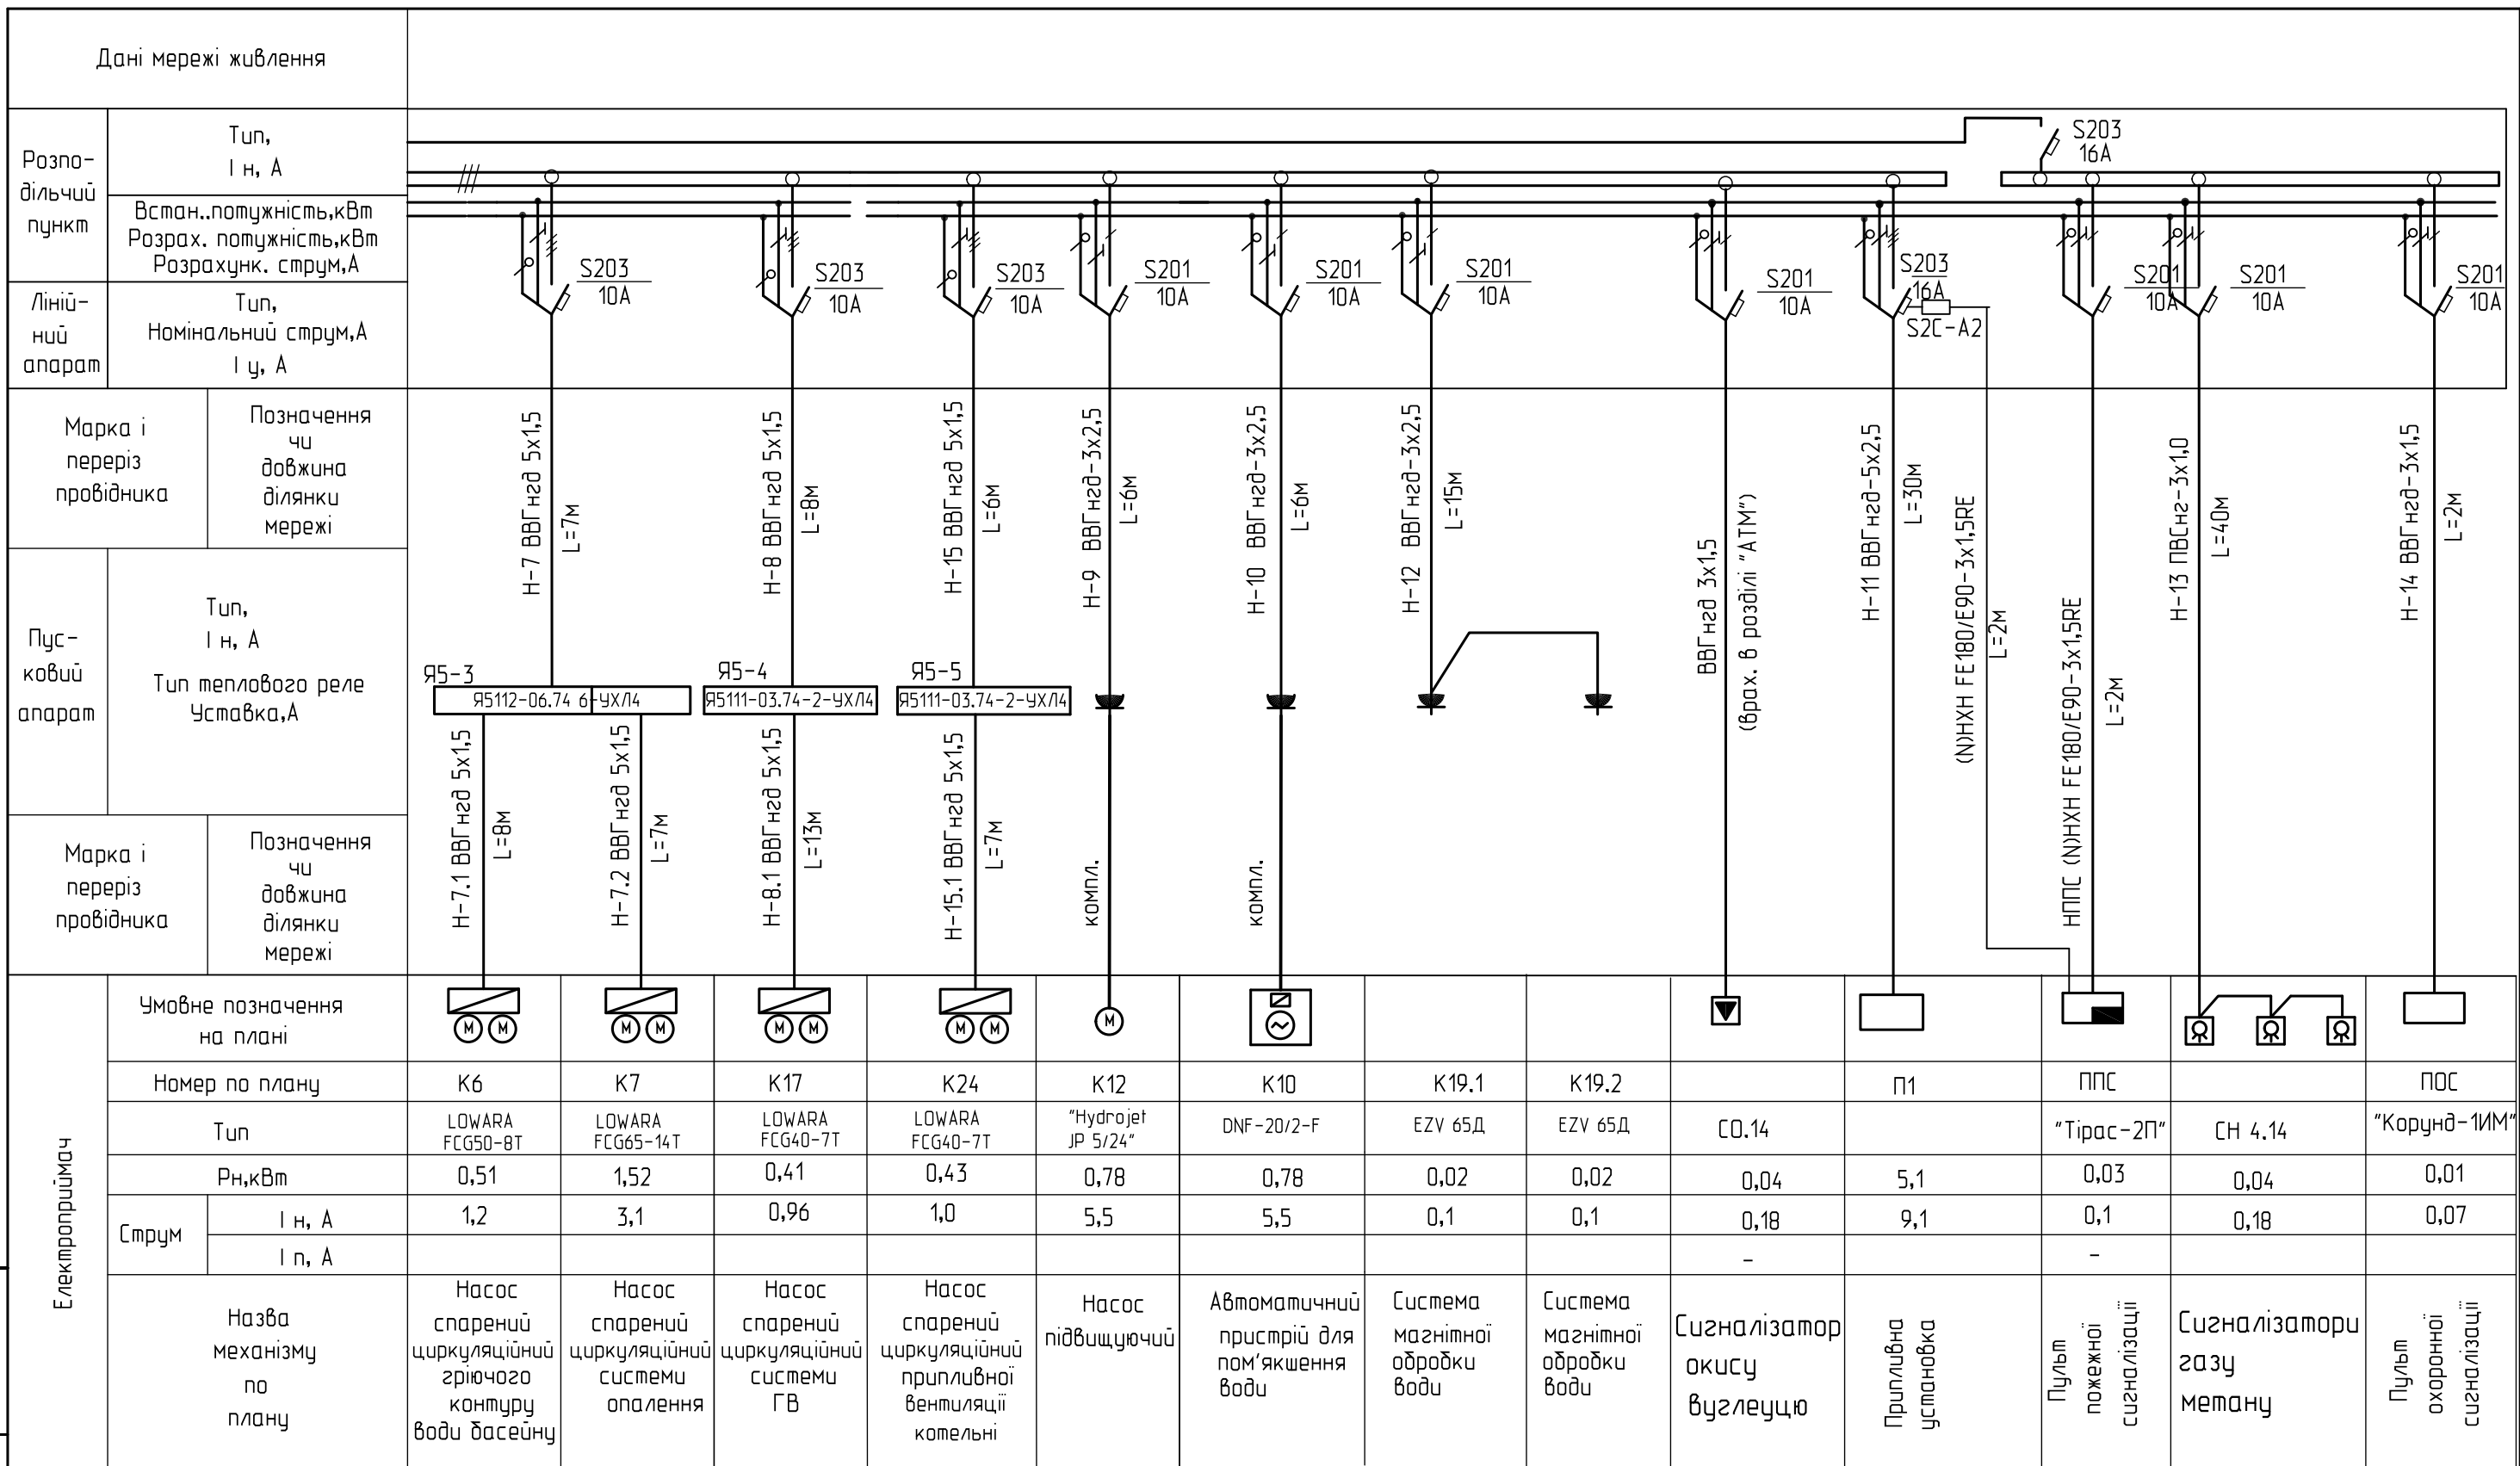 Дані мережі живлення
Розпо-
дільчий
пункт
Тип,
І н, А
Встан..потужність,кВт
Розрах. потужність,кВт
Розрахунк. струм,А
Ліній-
ний
апарат
Тип,
Номінальний струм,А
І у, А
S203
16А
S203
10А
S203
10А
S203
10А
S201
10А
S201
10А
S201
10А
S201
10А
S203
16А
S2C-A2
S201
10А
S201
10А
S201
10А
Марка і
переріз
провідника
Позначення
чи
довжина
ділянки
мережі
Н-7 ВВГнгд 5х1,5
L=7м
Н-8 ВВГнгд 5х1,5
L=8м
Н-15 ВВГнгд 5х1,5
L=6м
Н-9 ВВГнгд-3х2,5
L=6м
Н-10 ВВГнгд-3х2,5
L=6м
Н-12 ВВГнгд-3х2,5
L=15м
ВВГнгд 3х1,5
(врах. в розділі "АТМ")
Н-11 ВВГнгд-5х2,5
L=30м
(N)HXH FE180/E90-3х1,5RE
L=2м
НППС (N)HXH FE180/E90-3х1,5RE
L=2м
Н-13 ПВСнг-3х1,0
L=40м
Н-14 ВВГнгд-3х1,5
L=2м
Пус-
ковий
апарат
Тип,
І н, А
Тип теплового реле
Уставка,А
Я5-3
Я5112-06.74 6-УХЛ4
Я5-4
Я5111-03.74-2-УХЛ4
Я5-5
Я5111-03.74-2-УХЛ4
Марка і
переріз
провідника
Позначення
чи
довжина
ділянки
мережі
Н-7.1 ВВГнгд 5х1,5
L=8м
Н-7.2 ВВГнгд 5х1,5
L=7м
Н-8.1 ВВГнгд 5х1,5
L=13м
Н-15.1 ВВГнгд 5х1,5
L=7м
компл.
компл.
Електроприймач
Умовне позначення
на плані
М М
М М
М М
М М
М
Номер по плану
К6
К7
К17
К24
К12
К10
К19.1
К19.2
П1
ППС
ПОС
Тип
LOWARA
FCG50-8T
LOWARA
FCG65-14T
LOWARA
FCG40-7T
LOWARA
FCG40-7T
"Hydrojet
JP 5/24"
DNF-20/2-F
EZV 65Д
EZV 65Д
СО.14
"Тірас-2П"
СН 4.14
"Корунд-1ИМ"
Рн,кВт
0,51
1,52
0,41
0,43
0,78
0,78
0,02
0,02
0,04
5,1
0,03
0,04
0,01
Струм
І н, А
1,2
3,1
0,96
1,0
5,5
5,5
0,1
0,1
0,18
9,1
0,1
0,18
0,07
І п, А
-
-
Назва
механізму
по
плану
Насос
спарений
циркуляційний
гріючого
контуру
води басейну
Насос
спарений
циркуляційний
системи
опалення
Насос
спарений
циркуляційний
системи
ГВ
Насос
спарений
циркуляційний
припливної
вентиляції
котельні
Насос
підвищуючий
Автоматичний
пристрій для
пом'якшення
води
Система
магнітної
обробки
води
Система
магнітної
обробки
води
Сигналізатор
окису
вуглеуцю
Припливна
установка
Пульт
пожежної
сигналізації
Сигналізатори
газу
метану
Пульт
охоронної
сигналізації